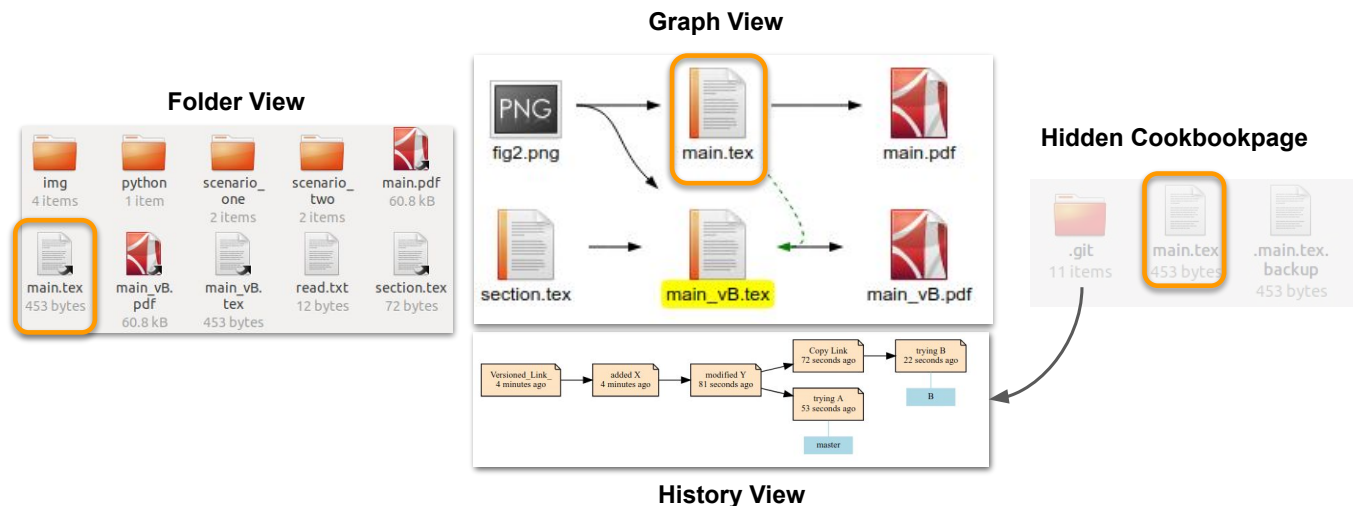 Graph View
Folder View
Hidden Cookbookpage
img
4 items
python
1 item
scenario_
one
2 items
scenario_
two
2 items
main.pdf
60.8 kB
main.tex
453 bytes
main_vB.
pdf
60.8 kB
main_vB.
tex
453 bytes
read.txt
12 bytes
section.tex
72 bytes
PNG
fig2.png
main.tex
main.pdf
section.tex
main_vB.tex
main_vB.pdf
.git
11 items
main.tex
453 bytes
.main.tex.
backup
453 bytes
Versioned_Link_
4 minutes ago
added X
4 minutes ago
modified Y
81 seconds ago
Copy Link
72 seconds ago
trying B
22 seconds ago
B
trying A
53 seconds ago
master
History View